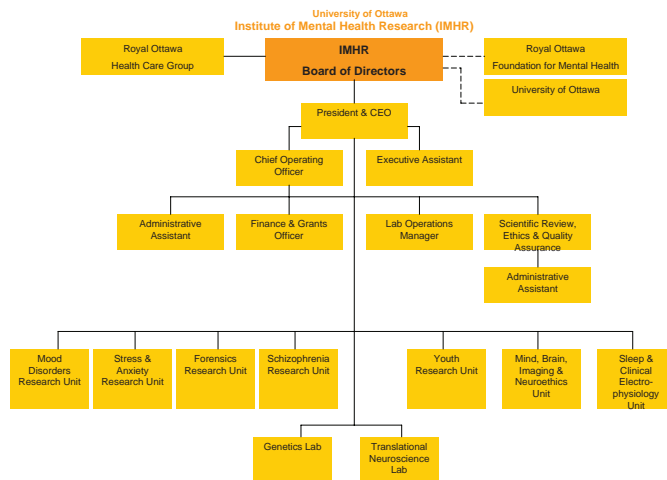 University of Ottawa
Institute of Mental Health Research (IMHR)
Royal Ottawa
Health Care Group
IMHR
Board of Directors
Royal Ottawa
Foundation for Mental Health
University of Ottawa
President & CEO
Chief Operating
Officer
Executive Assistant
Administrative
Assistant
Finance & Grants
Officer
Lab Operations
Manager
Scientific Review,
Ethics & Quality
Assurance
Administrative
Assistant
Mood
Disorders
Research Unit
Stress &
Anxiety
Research Unit
Forensics
Research Unit
Schizophrenia
Research Unit
Youth
Research Unit
Mind, Brain,
Imaging &
Neuroethics
Unit
Sleep &
Clinical
Electro-
physiology
Unit
Genetics Lab
Translational
Neuroscience
Lab